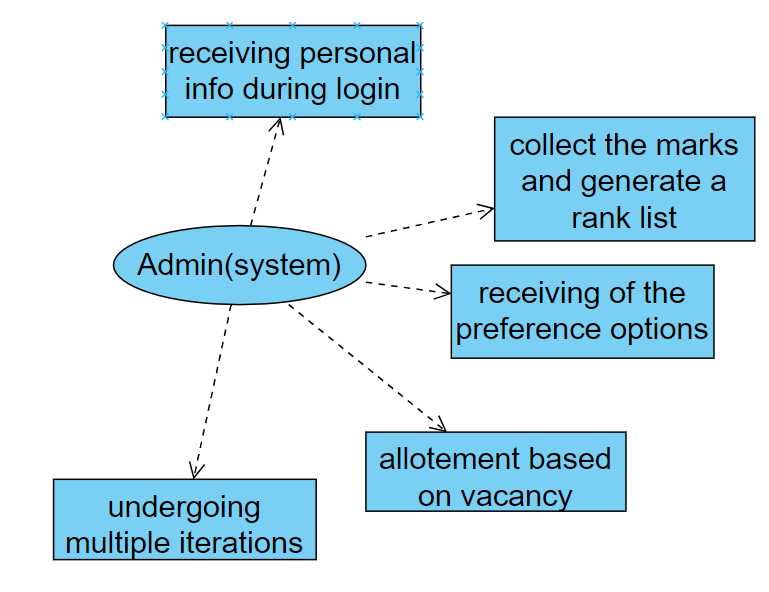 receiving personal
info during login
collect the marks
and generate a
rank list
Admin(system)
receiving of the
preference options
allotement based
on vacancy
undergoing
multiple iterations